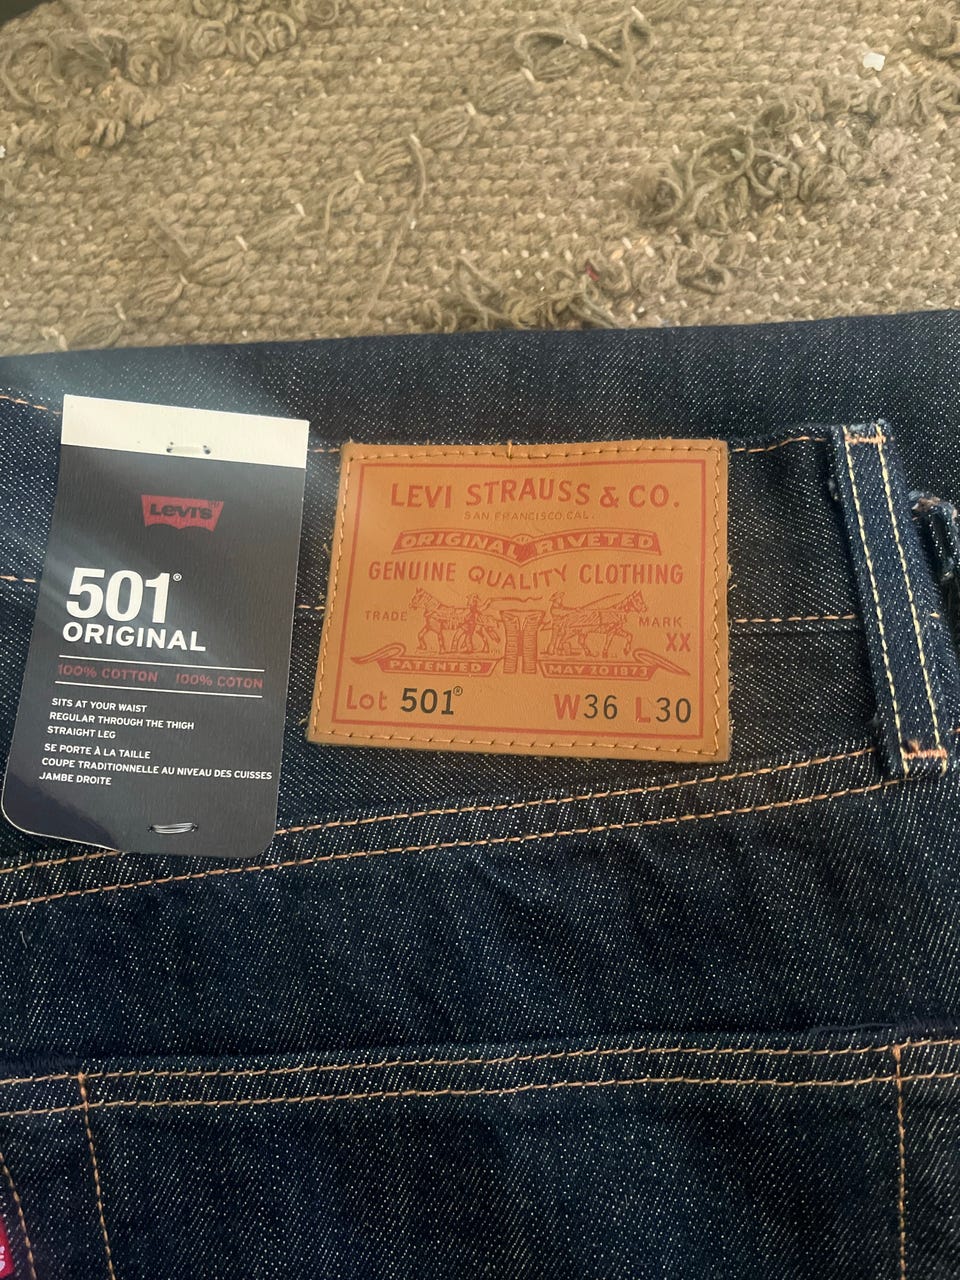 Levi's
501®
ORIGINAL
100% COTTON 100% COTON
SITS AT YOUR WAIST
REGULAR THROUGH THE THIGH
STRAIGHT LEG
SE PORTE À LA TAILLE
COUPE TRADITIONNELLE AU NIVEAU DES CUISSES
JAMBE DROITE
LEVI STRAUSS & CO.
SAN FRANCISCO, CAL.
ORIGINAL RIVETED
GENUINE QUALITY CLOTHING
TRADE MARK
XX
PATENTED MAY 20 1873
Lot 501® W36 L30